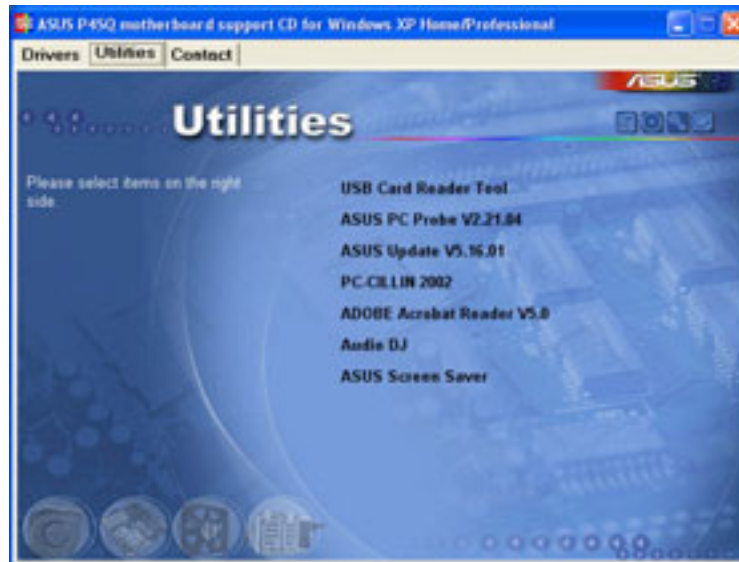 ASUS P4SQ motherboard support CD for Windows XP Home/Professional
Drivers Utilities Contact
ASUS
Utilities
Please select items on the right
side.
USB Card Reader Tool
ASUS PC Probe V2.21.04
ASUS Update V5.16.01
PC-CILLIN 2002
ADOBE Acrobat Reader V5.0
Audio DJ
ASUS Screen Saver